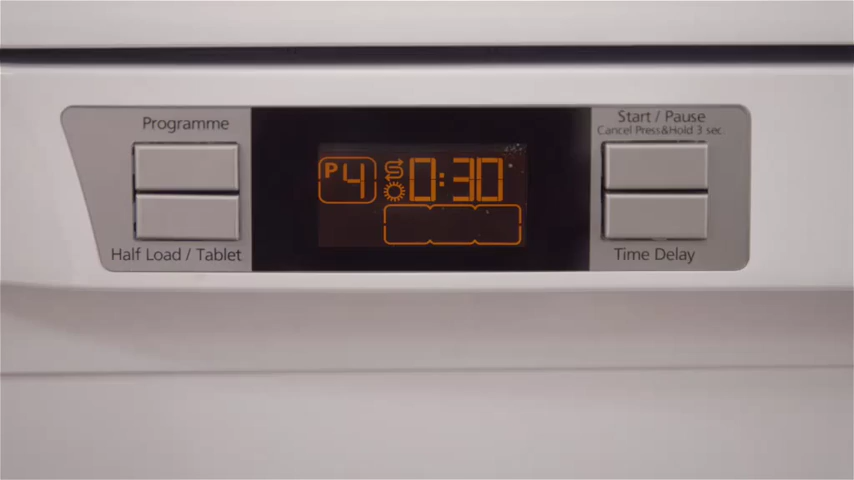 Programme
Half Load / Tablet
P4
0:30
Start / Pause
Cancel Press&Hold 3 sec.
Time Delay